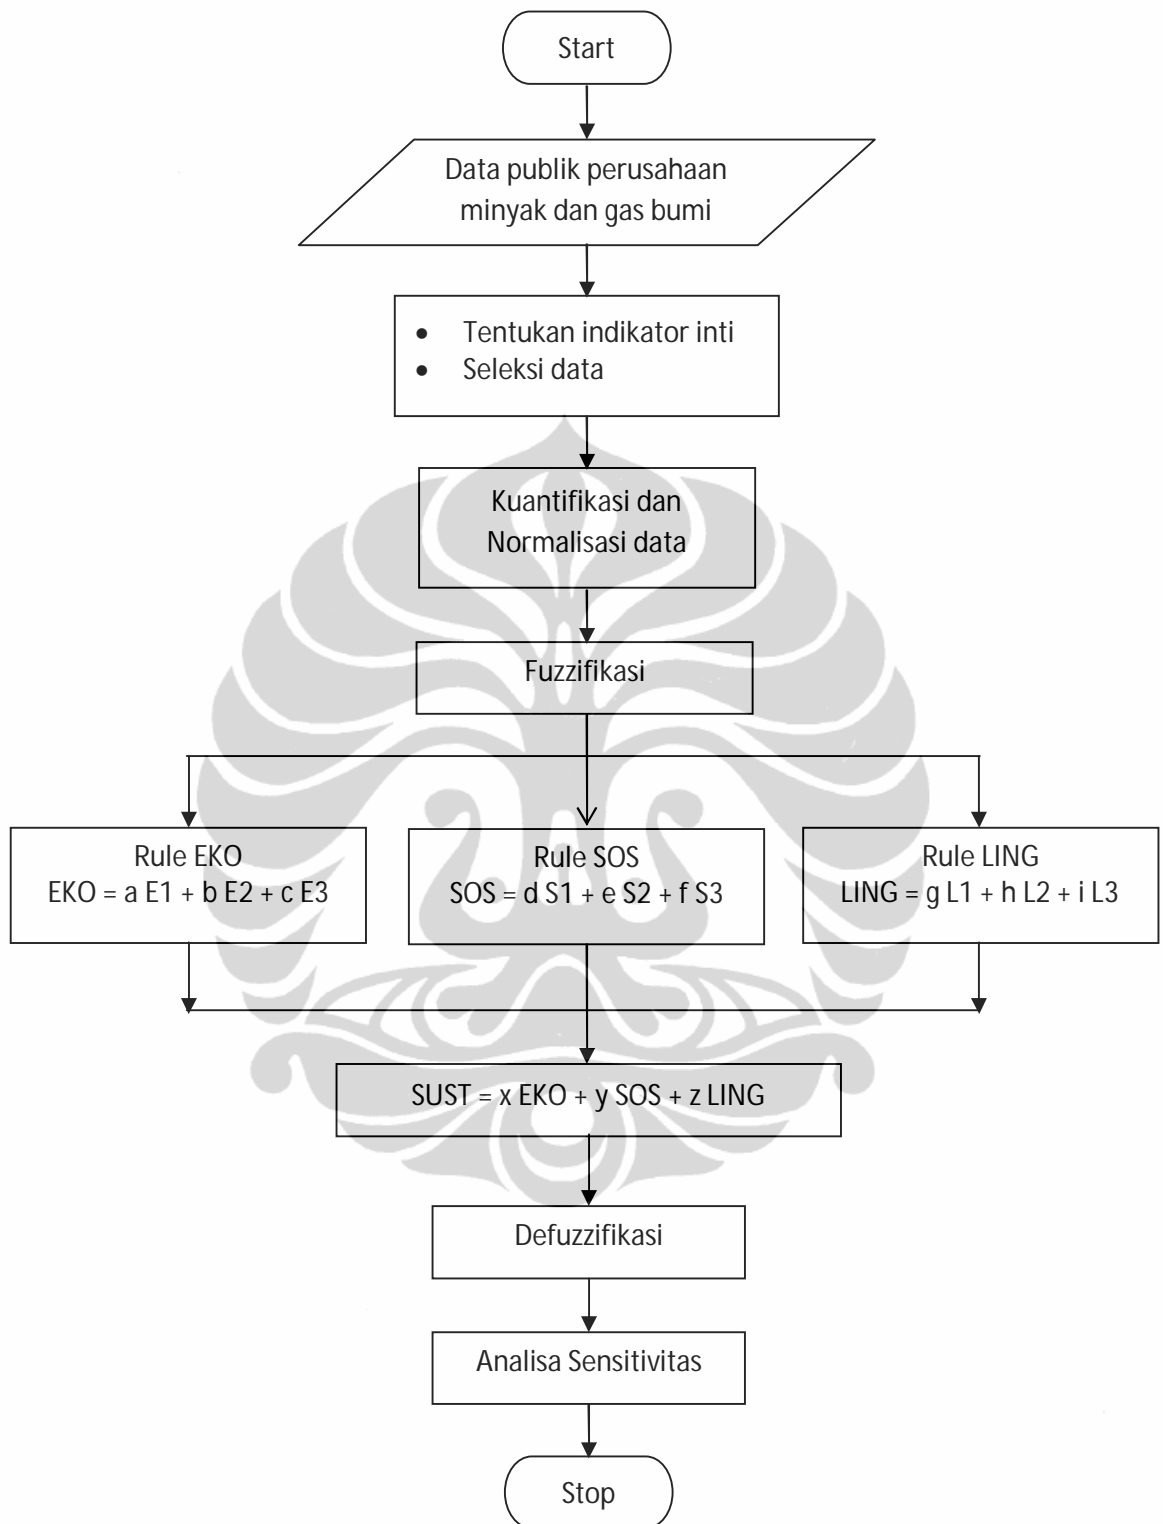 Start
Data publik perusahaan
minyak dan gas bumi
• Tentukan indikator inti
• Seleksi data
Kuantifikasi dan
Normalisasi data
Fuzzifikasi
Rule EKO
EKO = a E1 + b E2 + c E3
Rule SOS
SOS = d S1 + e S2 + f S3
Rule LING
LING = g L1 + h L2 + i L3
SUST = x EKO + y SOS + z LING
Defuzzifikasi
Analisa Sensitivitas
Stop